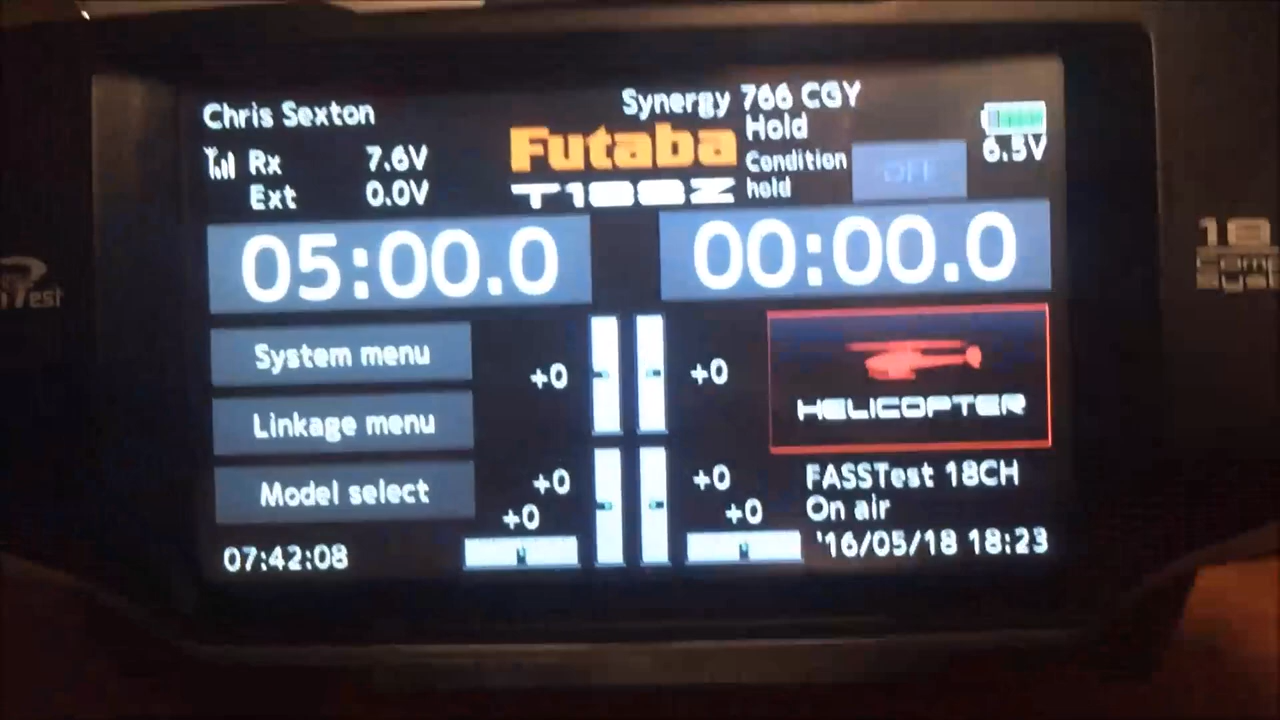 Chris Sexton
Synergy 766 CGY
Hold
Rx 7.6V
Ext 0.0V
Futaba
T18SZ
Condition
hold
OFF
6.5V
05:00.0
00:00.0
System menu
Linkage menu
Model select
+0
+0
+0
+0
+0
+0
HELICOPTER
FASSTest 18CH
On air
07:42:08
'16/05/18 18:23
18